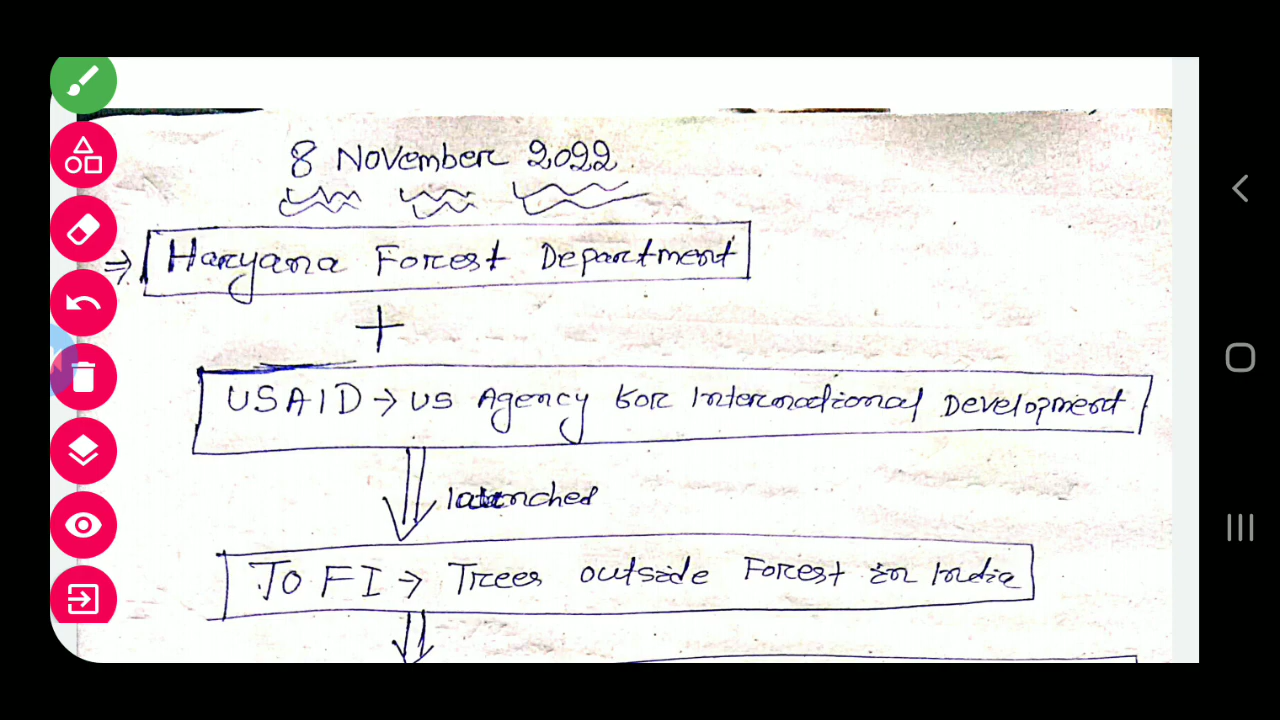 8 November 2022
⇒ Haryana Forest Department
+
USAID → US Agency for International Development
launched
TOFI → Trees outside Forest in India